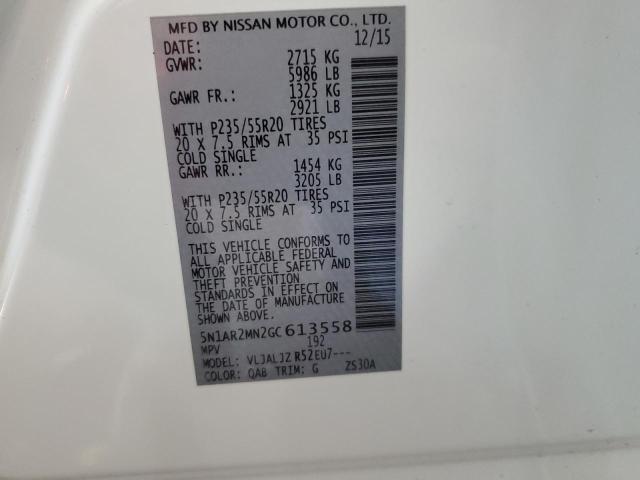 MFD BY NISSAN MOTOR CO., LTD.
DATE: 12/15
GVWR: 2715 KG
5986 LB
GAWR FR.: 1325 KG
2921 LB
WITH P235/55R20 TIRES
20 X 7.5 RIMS AT 35 PSI
COLD SINGLE
GAWR RR.: 1454 KG
3205 LB
WITH P235/55R20 TIRES
20 X 7.5 RIMS AT 35 PSI
COLD SINGLE
THIS VEHICLE CONFORMS TO
ALL APPLICABLE FEDERAL
MOTOR VEHICLE SAFETY AND
THEFT PREVENTION
STANDARDS IN EFFECT ON
THE DATE OF MANUFACTURE
SHOWN ABOVE.
5N1AR2MN2GC613558
MPV 192
MODEL: VLJALJZ R52EU7---
COLOR: QAB TRIM: G ZS30A